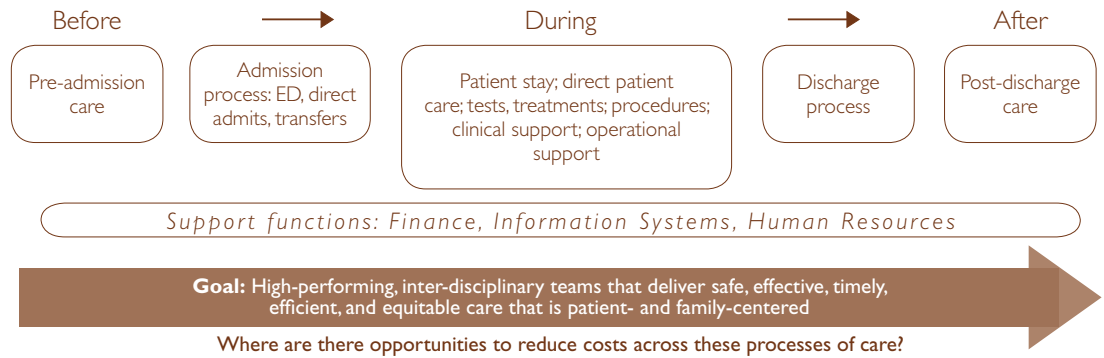 Before
During
After
Pre-admission
care
Admission
process: ED, direct
admits, transfers
Patient stay; direct patient
care; tests, treatments; procedures;
clinical support; operational
support
Discharge
process
Post-discharge
care
Support functions: Finance, Information Systems, Human Resources
Goal: High-performing, inter-disciplinary teams that deliver safe, effective, timely,
efficient, and equitable care that is patient- and family-centered
Where are there opportunities to reduce costs across these processes of care?